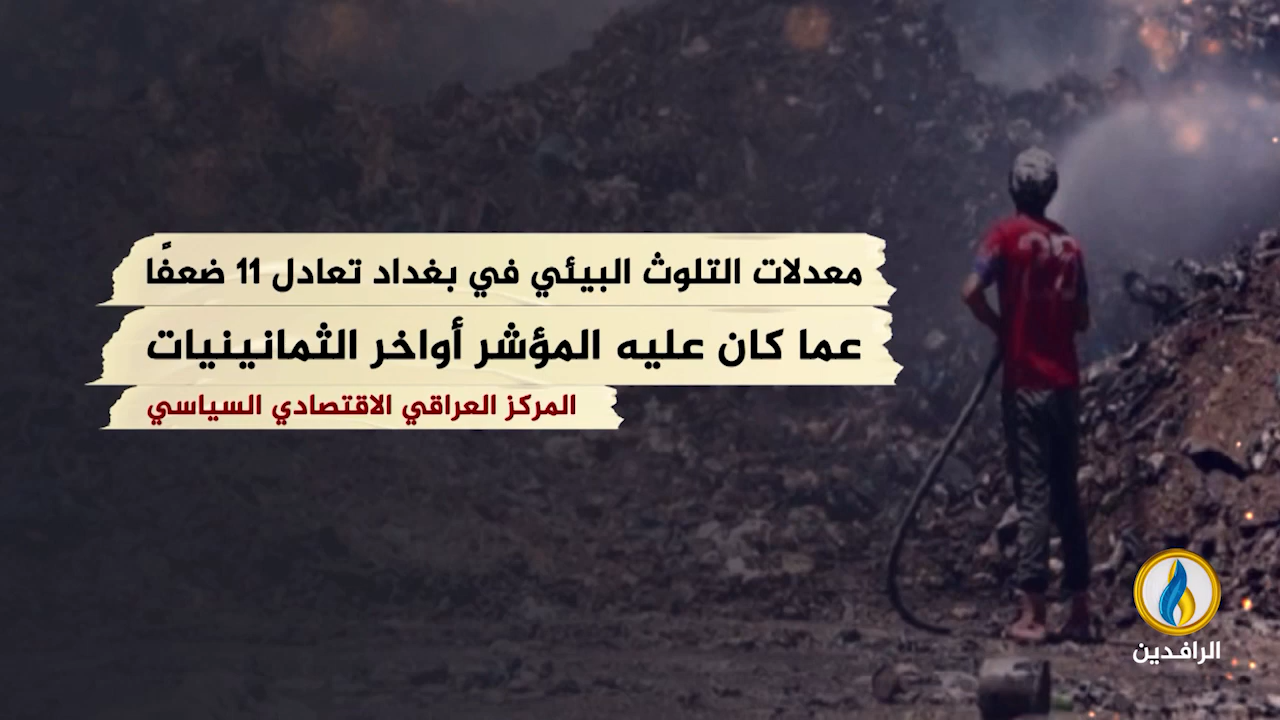 معدلات التلوث البيئي في بغداد تعادل 11 ضعفًا
عما كان عليه المؤشر أواخر الثمانينيات
المركز العراقي الاقتصادي السياسي
الرافدين